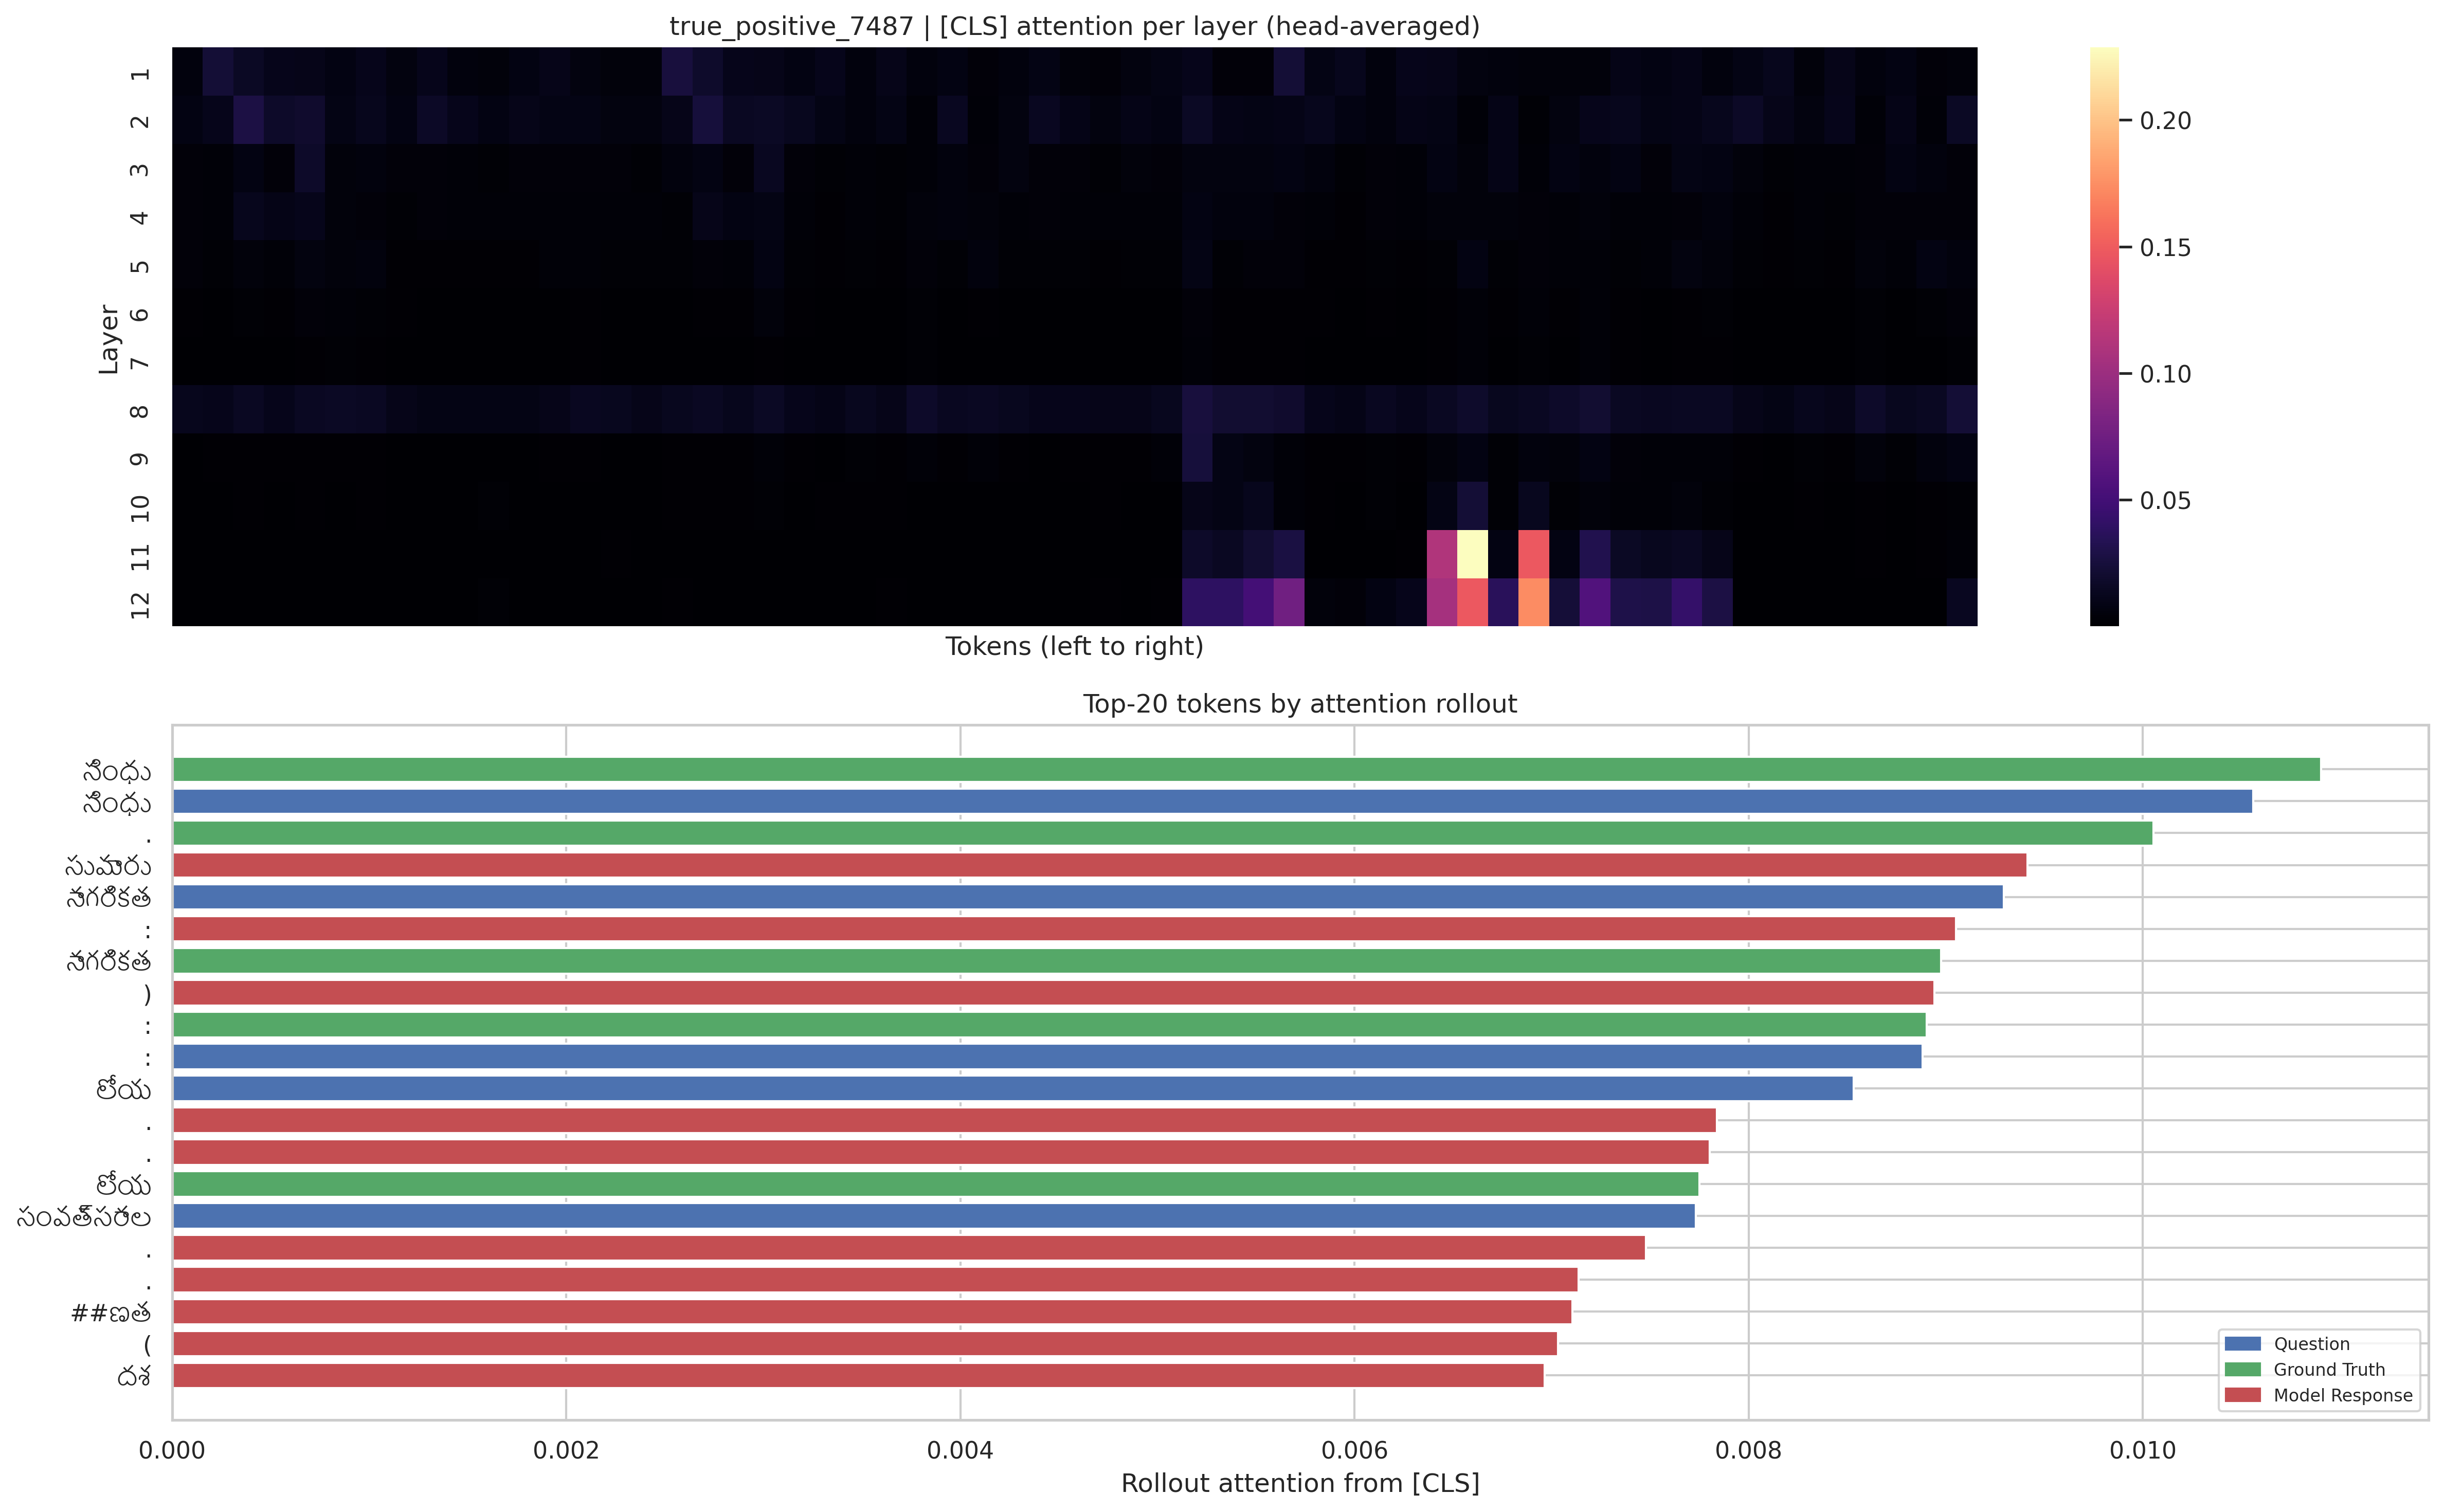 true_positive_7487 | [CLS] attention per layer (head-averaged)
Layer
1
2
3
4
5
6
7
8
9
10
11
12
0.20
0.15
0.10
0.05
Tokens (left to right)
Top-20 tokens by attention rollout
సింధు
సింధు
.
సుమారు
నాగరికత
:
నాగరికత
)
:
:
లోయ
.
.
లోయ
సంవత్సరాల
.
.
##ణత
(
దశ
Question
Ground Truth
Model Response
0.000
0.002
0.004
0.006
0.008
0.010
Rollout attention from [CLS]